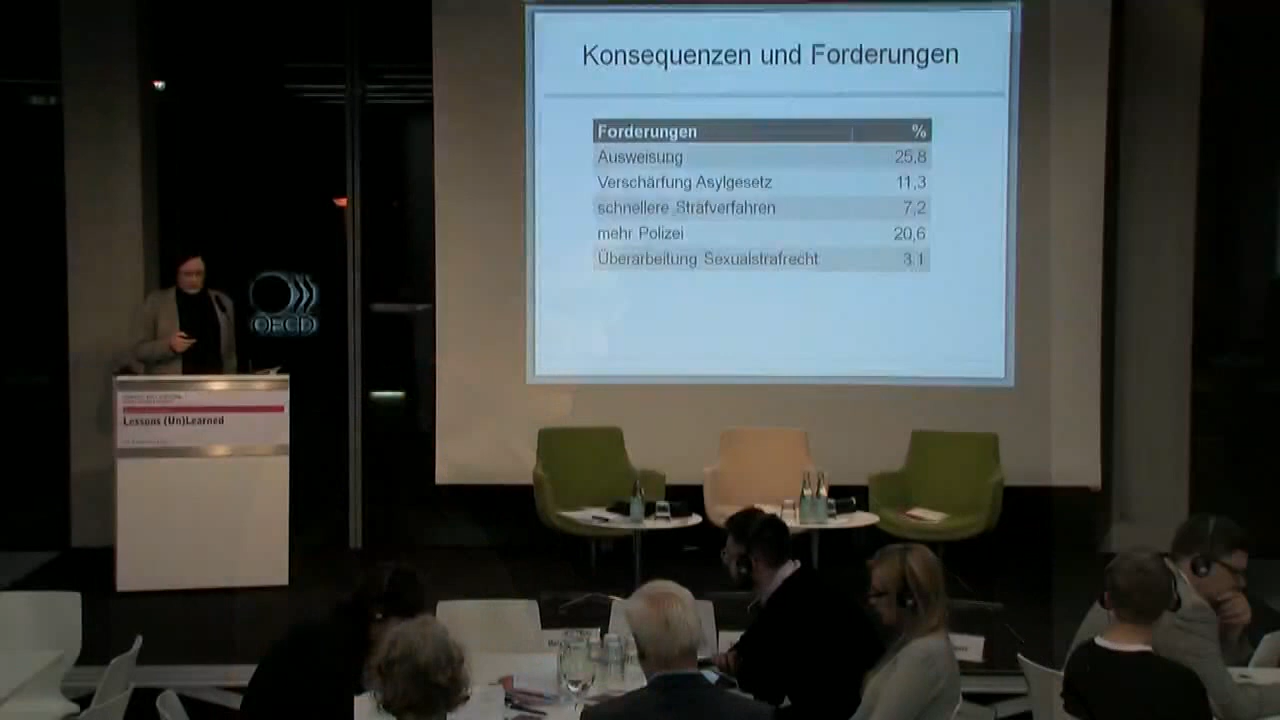 Konsequenzen und Forderungen
Forderungen %
Ausweisung 25,8
Verschärfung Asylgesetz 11,3
schnellere Strafverfahren 7,2
mehr Polizei 20,6
Überarbeitung Sexualstrafrecht 3,1
OECD
Lessons (Un)Learned